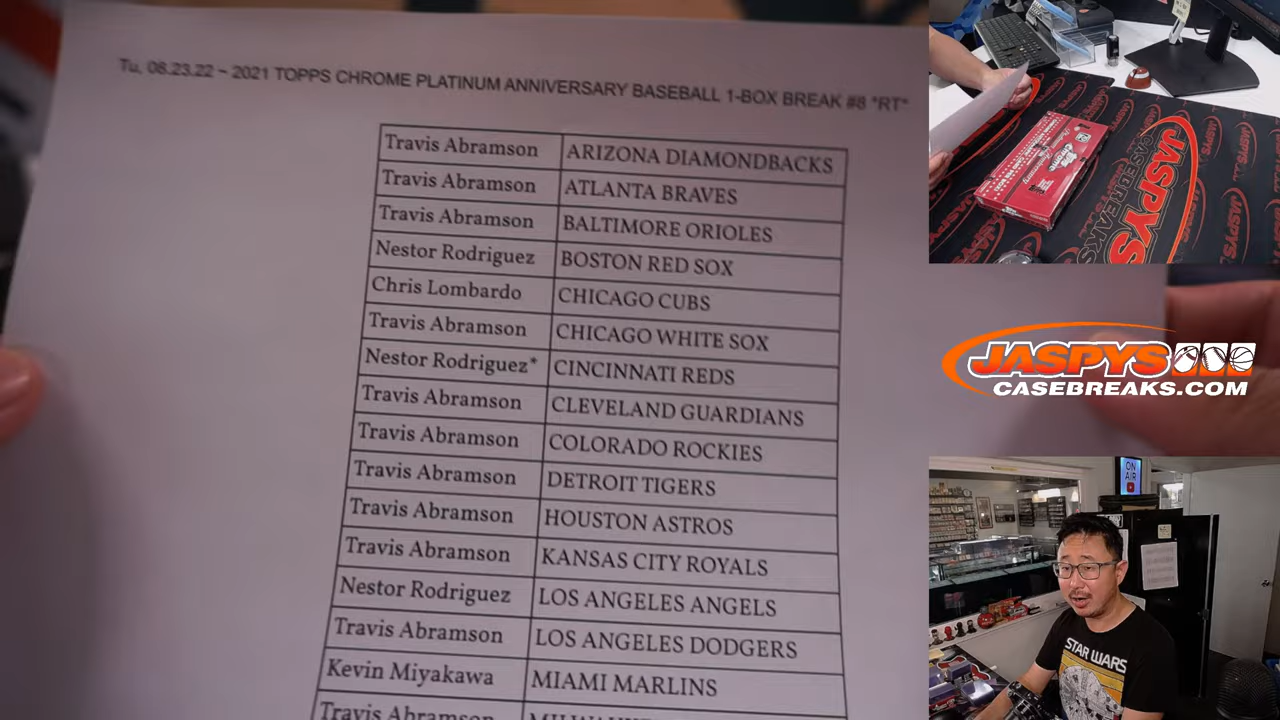 Tu, 08.23.22 ~ 2021 TOPPS CHROME PLATINUM ANNIVERSARY BASEBALL 1-BOX BREAK #8 *RT*
Travis Abramson ARIZONA DIAMONDBACKS
Travis Abramson ATLANTA BRAVES
Travis Abramson BALTIMORE ORIOLES
Nestor Rodriguez BOSTON RED SOX
Chris Lombardo CHICAGO CUBS
Travis Abramson CHICAGO WHITE SOX
Nestor Rodriguez* CINCINNATI REDS
Travis Abramson CLEVELAND GUARDIANS
Travis Abramson COLORADO ROCKIES
Travis Abramson DETROIT TIGERS
Travis Abramson HOUSTON ASTROS
Travis Abramson KANSAS CITY ROYALS
Nestor Rodriguez LOS ANGELES ANGELS
Travis Abramson LOS ANGELES DODGERS
Kevin Miyakawa MIAMI MARLINS
Travis Abramson
JASPYS
CASEBREAKS
JASPYS
CASEBREAKS.COM
ON
AIR
STAR WARS